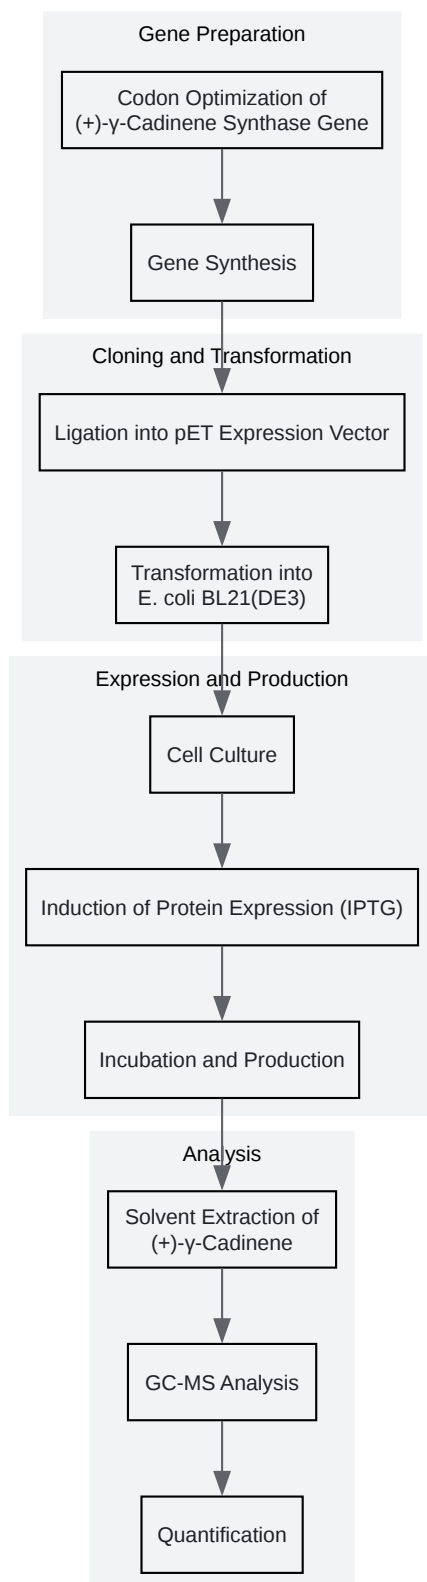 Gene Preparation
Codon Optimization of
(+)-γ-Cadinene Synthase Gene
Gene Synthesis
Cloning and Transformation
Ligation into pET Expression Vector
Transformation into
E. coli BL21(DE3)
Expression and Production
Cell Culture
Induction of Protein Expression (IPTG)
Incubation and Production
Analysis
Solvent Extraction of
(+)-γ-Cadinene
GC-MS Analysis
Quantification